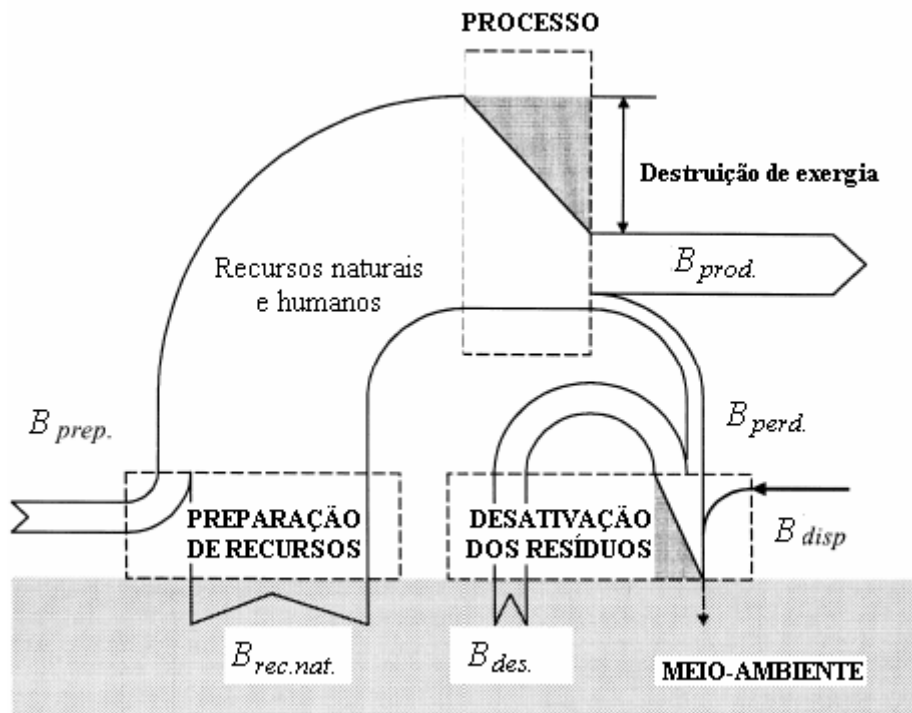 PROCESSO
Destruição de exergia
B prod.
Recursos naturais
e humanos
B prep.
B perd.
PREPARAÇÃO
DE RECURSOS
DESATIVAÇÃO
DOS RESÍDUOS
B disp
B rec.nat.
B des.
MEIO-AMBIENTE